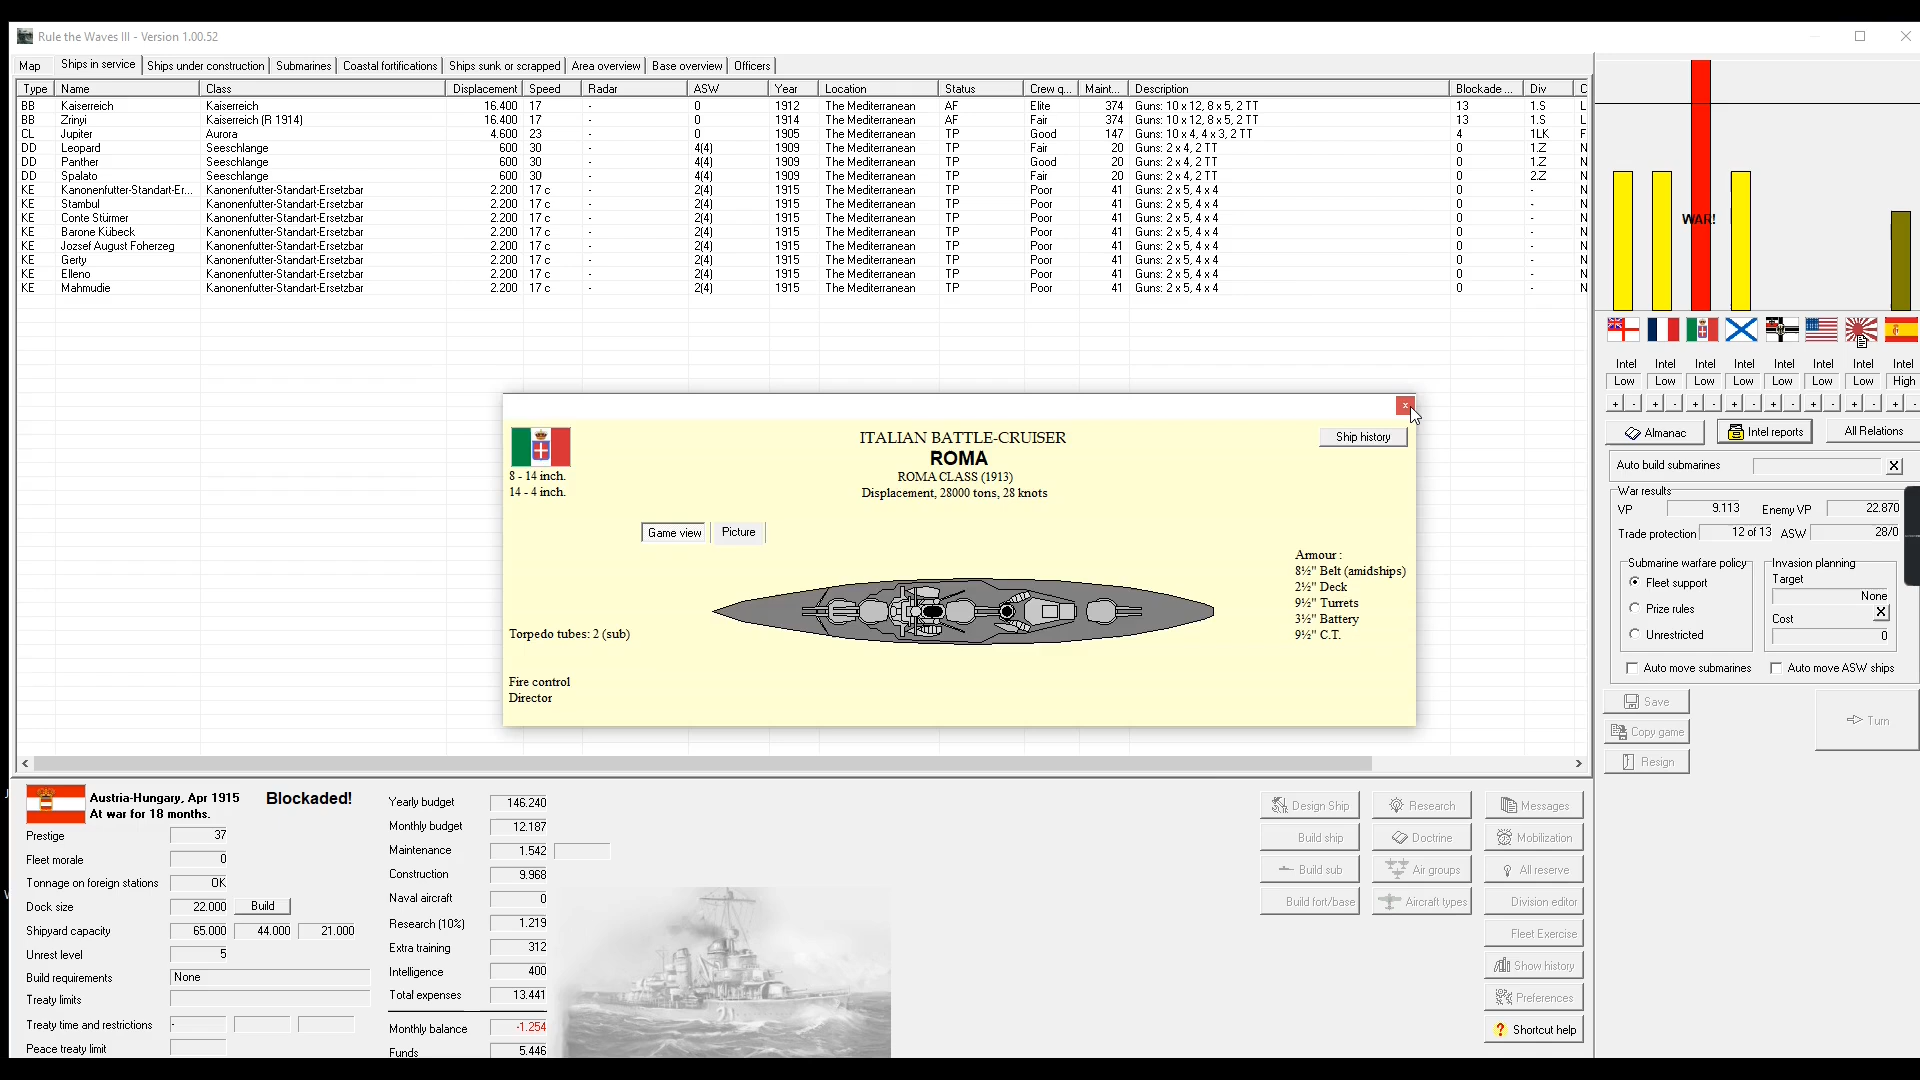 Rule the Waves III - Version 1.00.52
Map Ships in service Ships under construction Submarines Coastal fortifications Ships sunk or scrapped Area overview Base overview Officers
Type Name Class Displacement Speed Radar ASW Year Location Status Crew q... Maint... Description Blockade ... Div C
BB Kaiserreich Kaiserreich 16.400 17 - 0 1912 The Mediterranean AF Elite 374 Guns: 10 x 12, 8 x 5, 2 TT 13 1.S L
BB Zrinyi Kaiserreich (R 1914) 16.400 17 - 0 1914 The Mediterranean AF Fair 374 Guns: 10 x 12, 8 x 5, 2 TT 13 1.S L
CL Jupiter Aurora 4.600 23 - 0 1905 The Mediterranean TP Good 147 Guns: 10 x 4, 4 x 3, 2 TT 4 1LK F
DD Leopard Seeschlange 600 30 - 4(4) 1909 The Mediterranean TP Fair 20 Guns: 2 x 4, 2 TT 0 1.Z N
DD Panther Seeschlange 600 30 - 4(4) 1909 The Mediterranean TP Good 20 Guns: 2 x 4, 2 TT 0 1.Z N
DD Spalato Seeschlange 600 30 - 4(4) 1909 The Mediterranean TP Fair 20 Guns: 2 x 4, 2 TT 0 2.Z N
KE Kanonenfutter-Standart-Er... Kanonenfutter-Standart-Ersetzbar 2.200 17 c - 2(4) 1915 The Mediterranean TP Poor 41 Guns: 2 x 5, 4 x 4 0 - N
KE Stambul Kanonenfutter-Standart-Ersetzbar 2.200 17 c - 2(4) 1915 The Mediterranean TP Poor 41 Guns: 2 x 5, 4 x 4 0 - N
KE Conte Stürmer Kanonenfutter-Standart-Ersetzbar 2.200 17 c - 2(4) 1915 The Mediterranean TP Poor 41 Guns: 2 x 5, 4 x 4 0 - N
KE Barone Kübeck Kanonenfutter-Standart-Ersetzbar 2.200 17 c - 2(4) 1915 The Mediterranean TP Poor 41 Guns: 2 x 5, 4 x 4 0 - N
KE Jozsef August Foherzeg Kanonenfutter-Standart-Ersetzbar 2.200 17 c - 2(4) 1915 The Mediterranean TP Poor 41 Guns: 2 x 5, 4 x 4 0 - N
KE Gerty Kanonenfutter-Standart-Ersetzbar 2.200 17 c - 2(4) 1915 The Mediterranean TP Poor 41 Guns: 2 x 5, 4 x 4 0 - N
KE Elleno Kanonenfutter-Standart-Ersetzbar 2.200 17 c - 2(4) 1915 The Mediterranean TP Poor 41 Guns: 2 x 5, 4 x 4 0 - N
KE Mahmudie Kanonenfutter-Standart-Ersetzbar 2.200 17 c - 2(4) 1915 The Mediterranean TP Poor 41 Guns: 2 x 5, 4 x 4 0 - N
WAR!
Intel Intel Intel Intel Intel Intel Intel Intel
Low Low Low Low Low Low Low High
+ - + - + - + - + - + - + - + -
Almanac Intel reports All Relations
Auto build submarines X
War results
VP 9.113 Enemy VP 22.870
Trade protection 12 of 13 ASW 28/0
Submarine warfare policy Invasion planning
Fleet support Target
None
Prize rules Cost X
Unrestricted 0
Auto move submarines Auto move ASW ships
Save
Turn
Copy game
Resign
ITALIAN BATTLE-CRUISER Ship history
ROMA
8 - 14 inch. ROMA CLASS (1913)
14 - 4 inch. Displacement, 28000 tons, 28 knots
Game view Picture
Armour :
8½" Belt (amidships)
2½" Deck
9½" Turrets
3½" Battery
9½" C.T.
Torpedo tubes: 2 (sub)
Fire control
Director
Austria-Hungary, Apr 1915 Blockaded!
At war for 18 months.
Prestige 37
Fleet morale 0
Tonnage on foreign stations OK
Dock size 22.000 Build
Shipyard capacity 65.000 44.000 21.000
Unrest level 5
Build requirements None
Treaty limits
Treaty time and restrictions -
Peace treaty limit
Yearly budget 146.240
Monthly budget 12.187
Maintenance 1.542
Construction 9.968
Naval aircraft 0
Research (10%) 1.219
Extra training 312
Intelligence 400
Total expenses 13.441
Monthly balance -1.254
Funds 5.446
21
Design Ship Research Messages
Build ship Doctrine Mobilization
Build sub Air groups All reserve
Build fort/base Aircraft types Division editor
Fleet Exercise
Show history
Preferences
Shortcut help